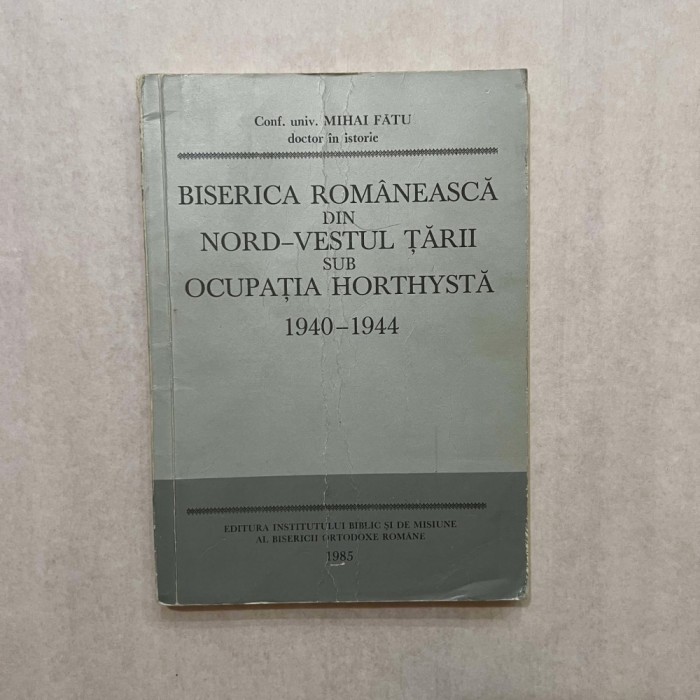 Conf. univ. MIHAI FĂTU
doctor în istorie
BISERICA ROMÂNEASCĂ
DIN
NORD-VESTUL ȚĂRII
SUB
OCUPAȚIA HORTHYSTĂ
1940-1944
EDITURA INSTITUTULUI BIBLIC ȘI DE MISIUNE
AL BISERICII ORTODOXE ROMÂNE
1985